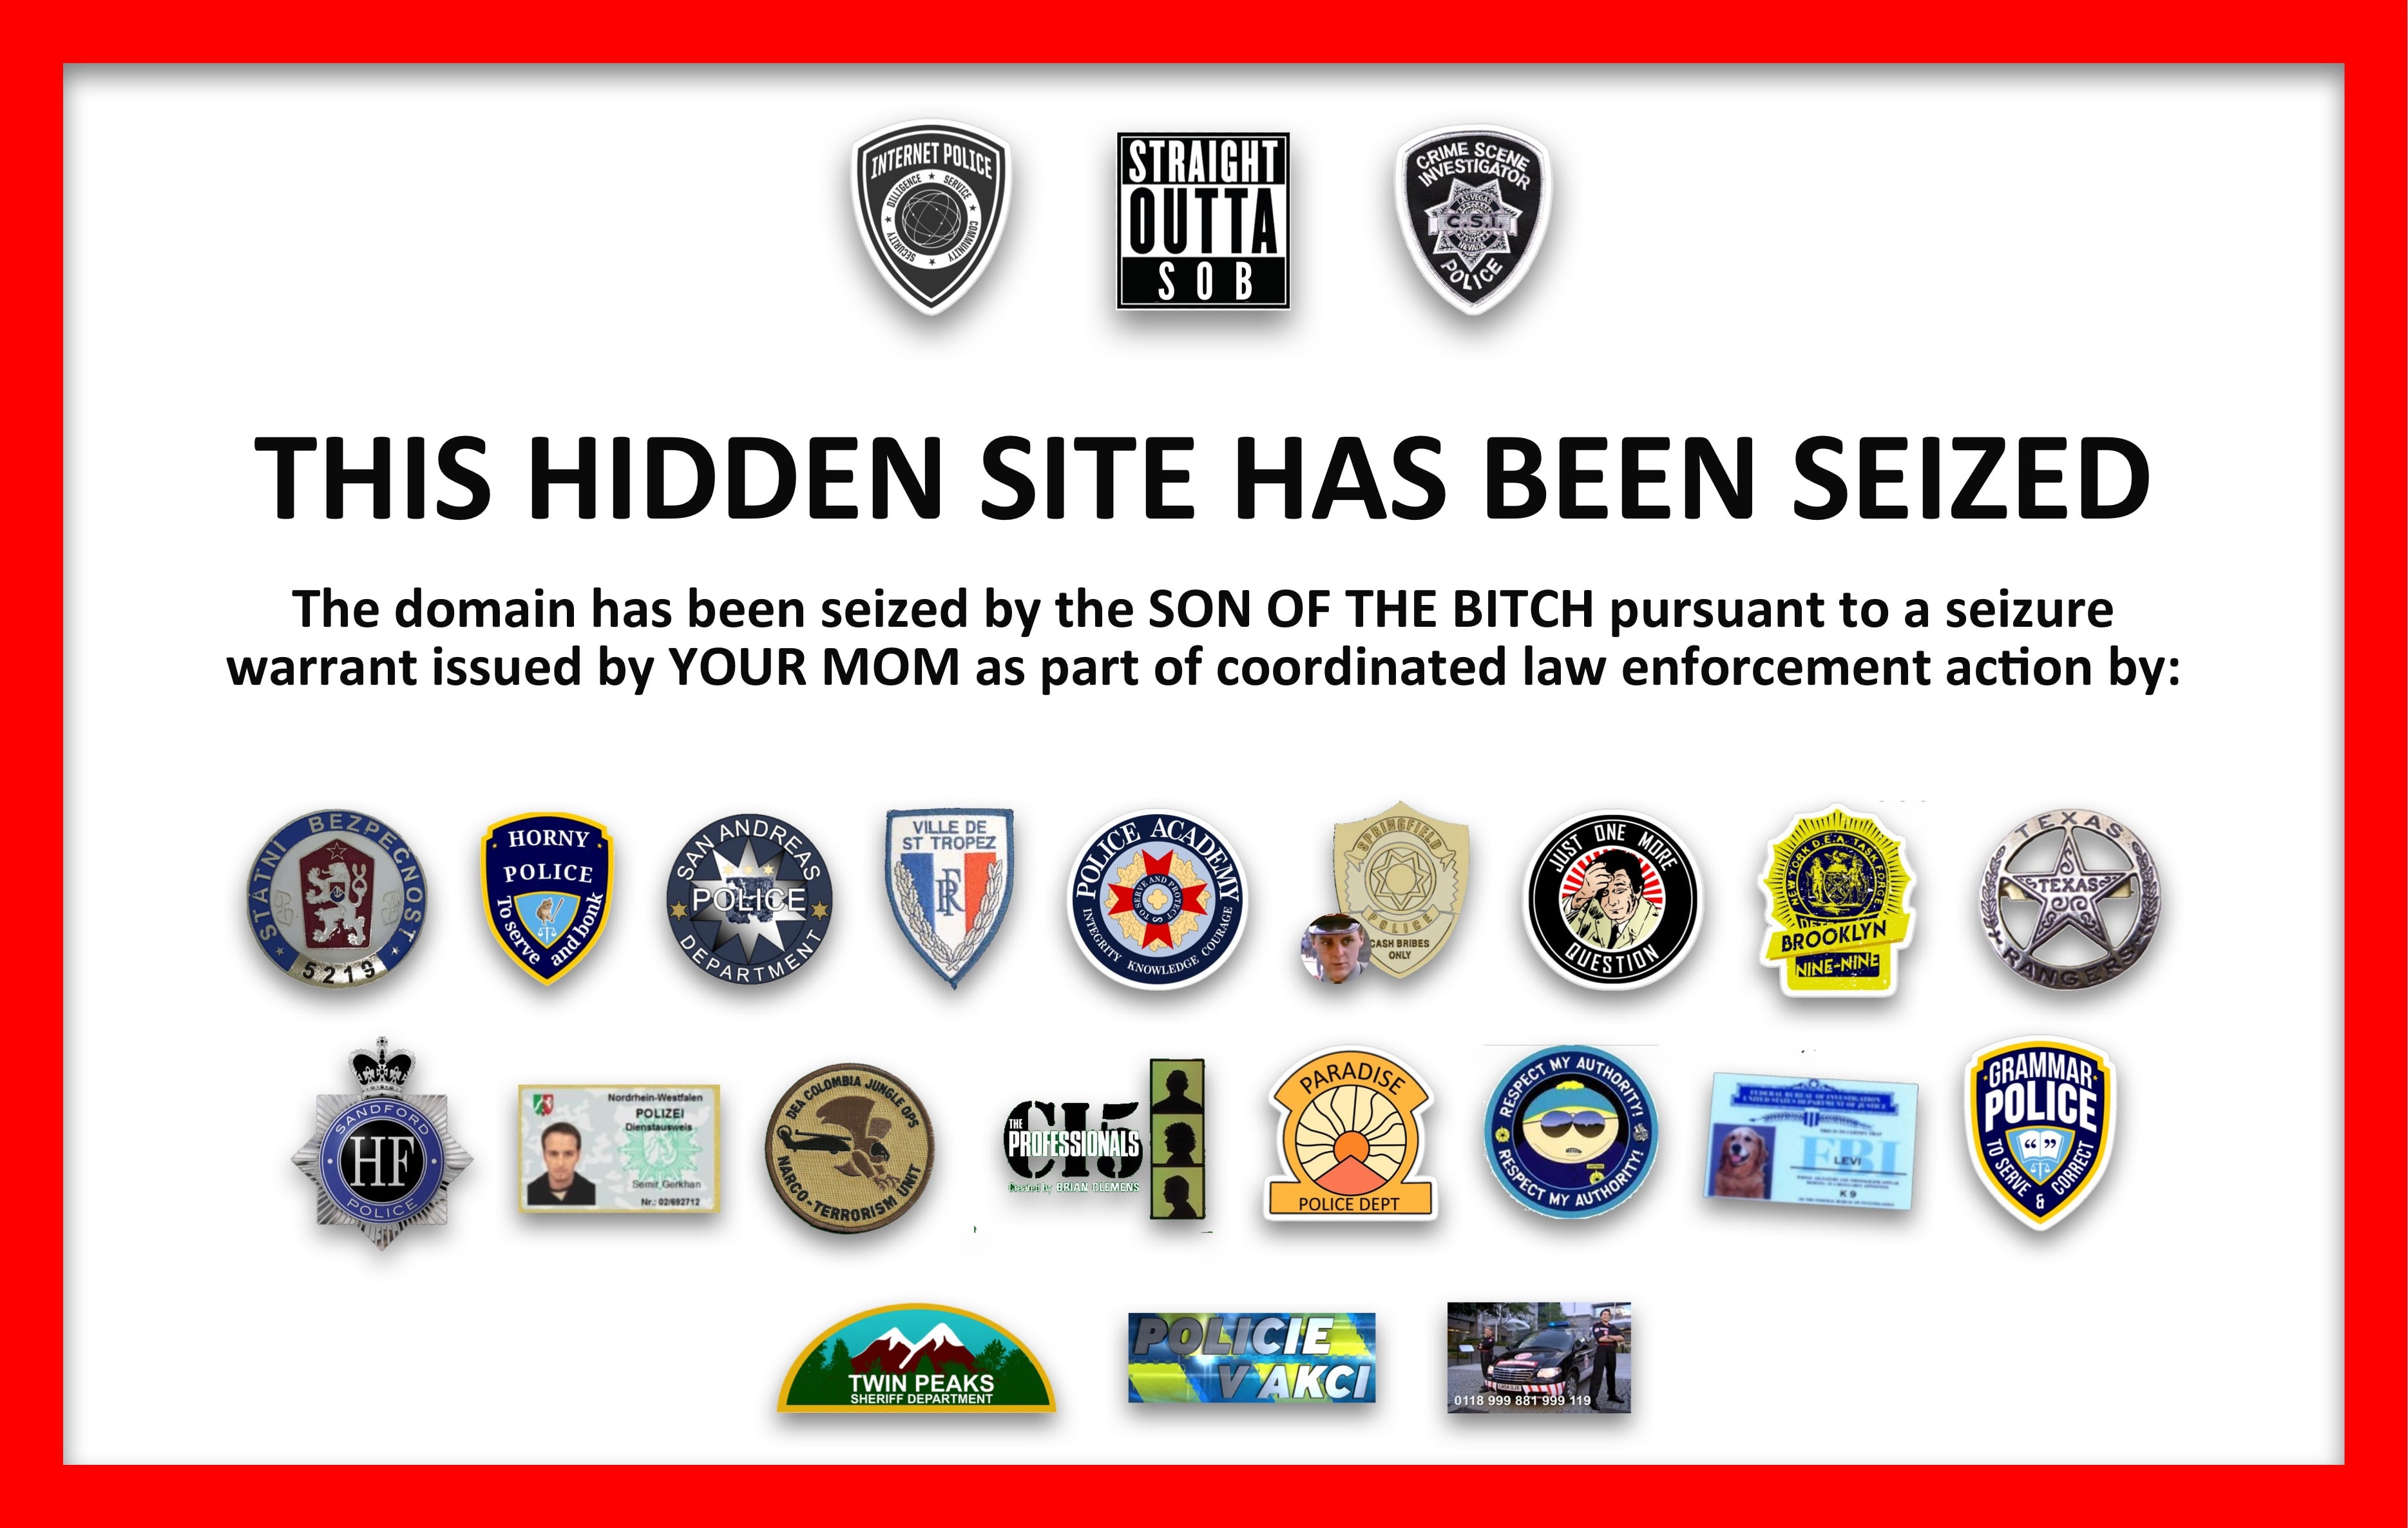 INTERNET POLICE
DILIGENCE ★ SERVICE ★ COMMUNITY ★ SECURITY ★
STRAIGHT
OUTTA
SOB
CRIME SCENE
INVESTIGATOR
LAS VEGAS
C.S.I.
NEVADA
POLICE
THIS HIDDEN SITE HAS BEEN SEIZED
The domain has been seized by the SON OF THE BITCH pursuant to a seizure
warrant issued by YOUR MOM as part of coordinated law enforcement action by:
STÁTNÍ BEZPEČNOST
5219
HORNY
POLICE
To serve and bonk
SAN ANDREAS
POLICE
DEPARTMENT
VILLE DE
ST TROPEZ
RF
POLICE ACADEMY
TO SERVE AND PROTECT
INTEGRITY KNOWLEDGE COURAGE
SPRINGFIELD
POLICE
CASH BRIBES
ONLY
JUST ONE MORE
QUESTION
NEW YORK D.E.A. TASK FORCE
BROOKLYN
NINE-NINE
TEXAS
TEXAS
RANGERS
SANDFORD
HF
POLICE
Nordrhein-Westfalen
POLIZEI
Dienstausweis
Semir Gerkhan
Nr.: 02/692712
DEA COLOMBIA JUNGLE OPS
NARCO-TERRORISM UNIT
CI5
THE
PROFESSIONALS
Created by BRIAN CLEMENS
PARADISE
POLICE DEPT
RESPECT MY AUTHORITY!
RESPECT MY AUTHORITY!
FEDERAL BUREAU OF INVESTIGATION
UNITED STATES DEPARTMENT OF JUSTICE
FBI
LEVI
K9
GRAMMAR
POLICE
“ ”
TO SERVE & CORRECT
TWIN PEAKS
SHERIFF DEPARTMENT
POLICIE
V AKCI
0118 999 881 999 119